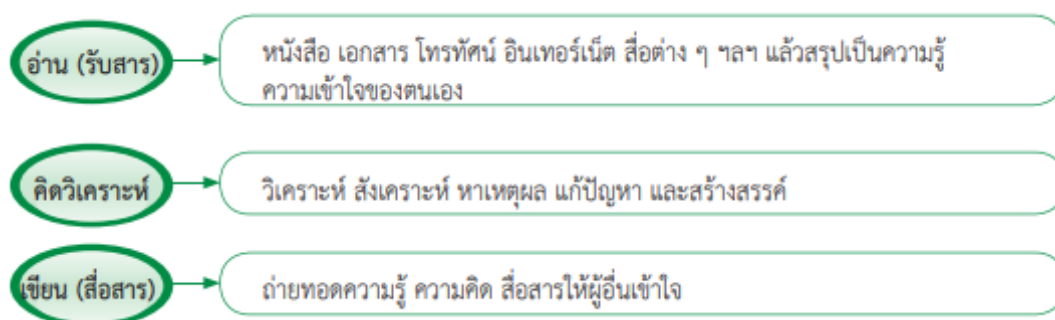 อ่าน (รับสาร)
หนังสือ เอกสาร โทรทัศน์ อินเทอร์เน็ต สื่อต่าง ๆ ฯลฯ แล้วสรุปเป็นความรู้
ความเข้าใจของตนเอง
คิดวิเคราะห์
วิเคราะห์ สังเคราะห์ หาเหตุผล แก้ปัญหา และสร้างสรรค์
เขียน (สื่อสาร)
ถ่ายทอดความรู้ ความคิด สื่อสารให้ผู้อื่นเข้าใจ